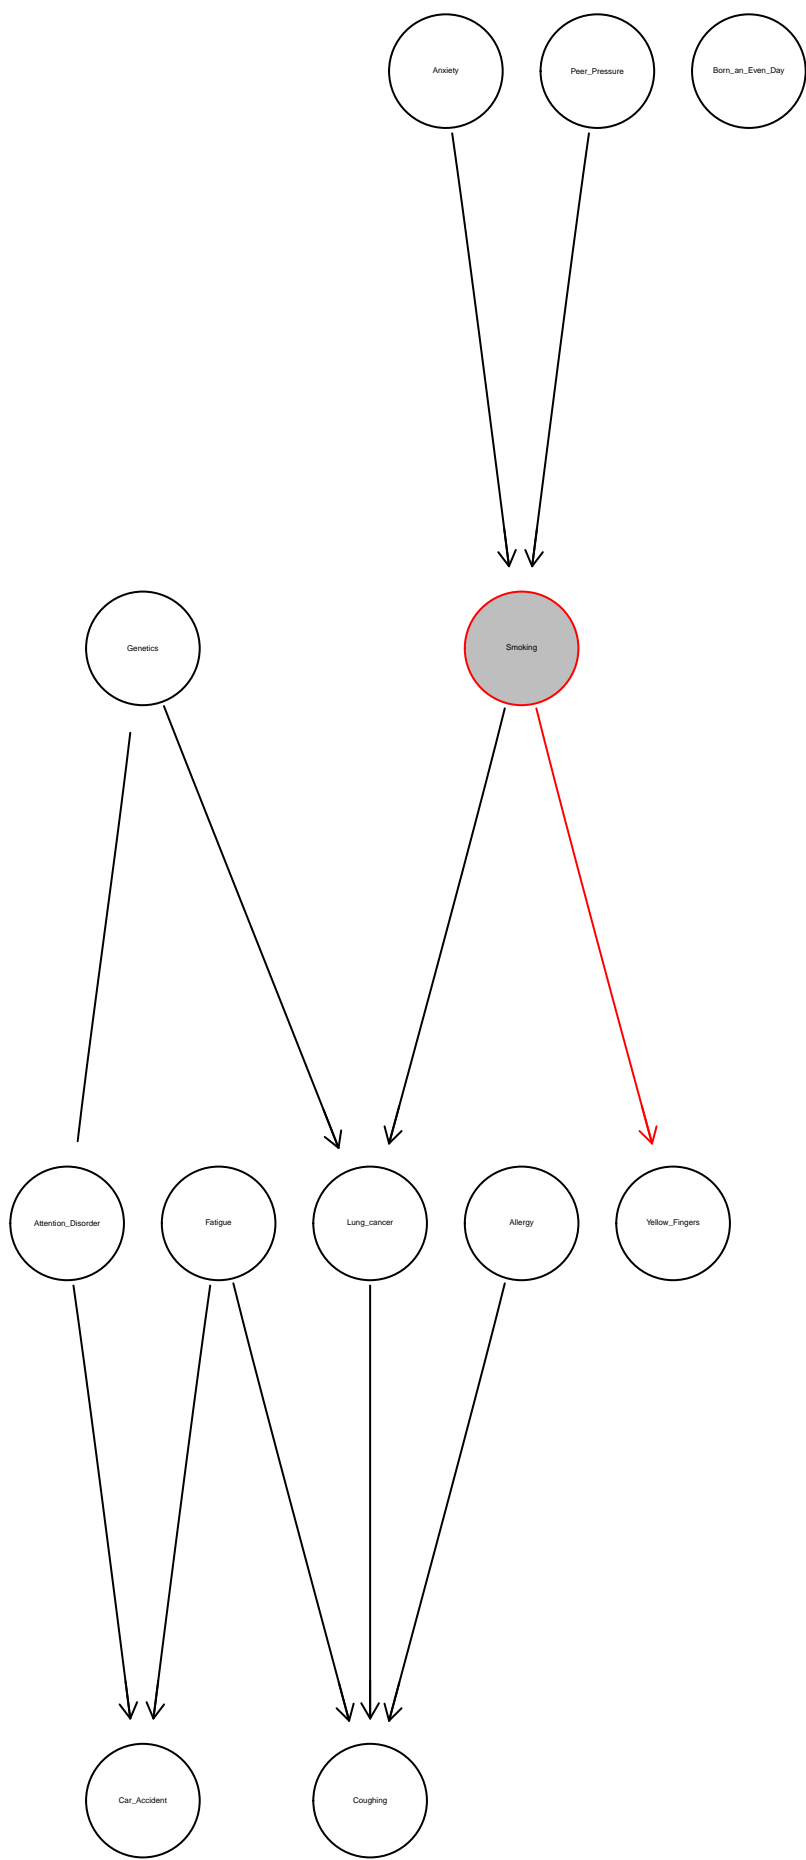 Anxiety
Peer_Pressure
Born_an_Even_Day
Genetics
Smoking
Attention_Disorder
Fatigue
Lung_cancer
Allergy
Yellow_Fingers
Car_Accident
Coughing